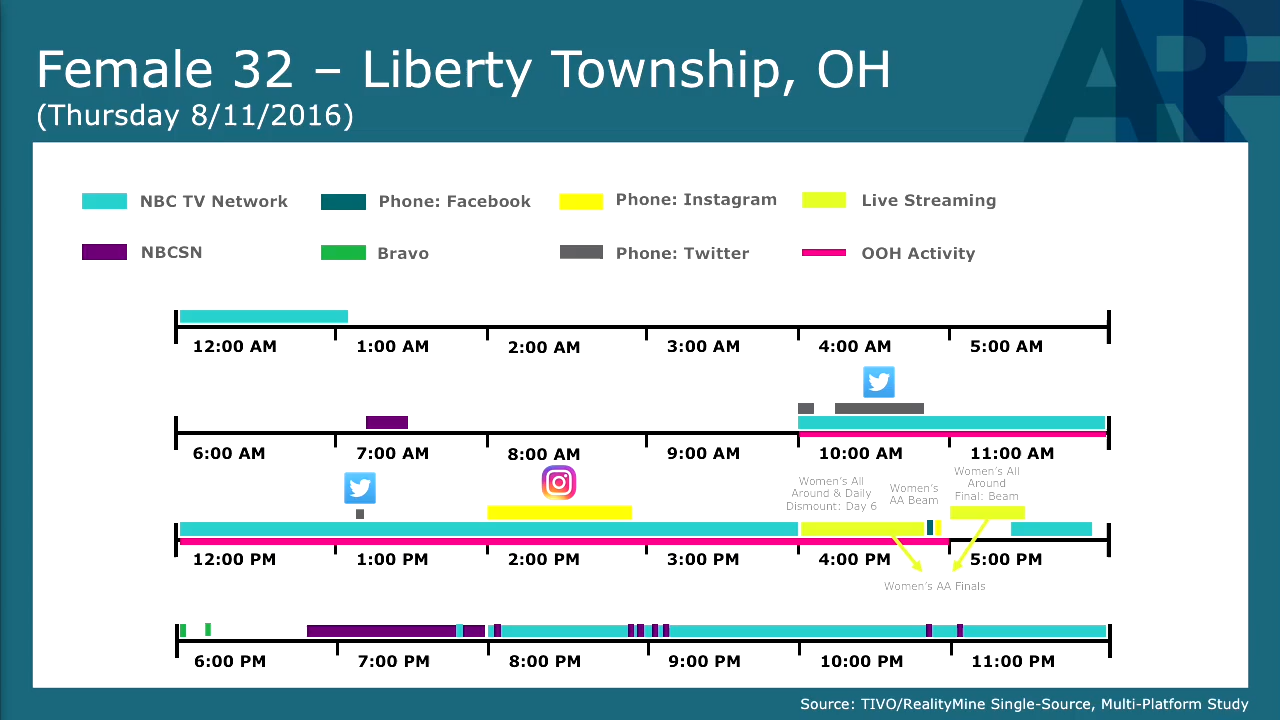 Female 32 – Liberty Township, OH
(Thursday 8/11/2016)
ARF
NBC TV Network
Phone: Facebook
Phone: Instagram
Live Streaming
NBCSN
Bravo
Phone: Twitter
OOH Activity
12:00 AM 1:00 AM 2:00 AM 3:00 AM 4:00 AM 5:00 AM
6:00 AM 7:00 AM 8:00 AM 9:00 AM 10:00 AM 11:00 AM
Women's All
Around & Daily
Dismount: Day 6
Women's
AA Beam
Women's All
Around
Final: Beam
12:00 PM 1:00 PM 2:00 PM 3:00 PM 4:00 PM 5:00 PM
Women's AA Finals
6:00 PM 7:00 PM 8:00 PM 9:00 PM 10:00 PM 11:00 PM
Source: TIVO/RealityMine Single-Source, Multi-Platform Study